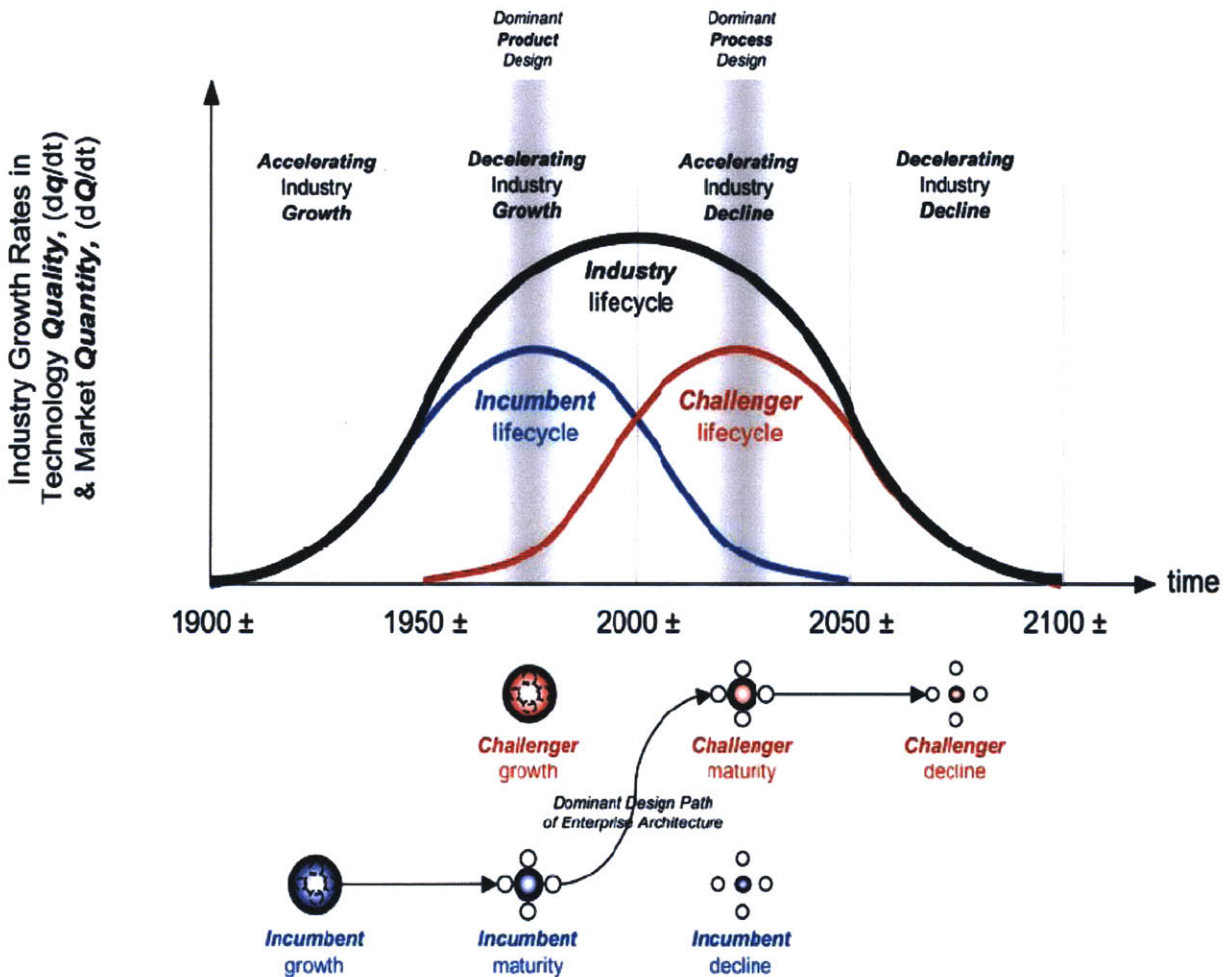 Dominant
Product
Design
Dominant
Process
Design
Industry Growth Rates in
Technology Quality, (dq/dt)
& Market Quantity, (dQ/dt)
Accelerating
Industry
Growth
Decelerating
Industry
Growth
Accelerating
Industry
Decline
Decelerating
Industry
Decline
Industry
lifecycle
Incumbent
lifecycle
Challenger
lifecycle
time
1900 ±
1950 ±
2000 ±
2050 ±
2100 ±
Challenger
growth
Challenger
maturity
Challenger
decline
Dominant Design Path
of Enterprise Architecture
Incumbent
growth
Incumbent
maturity
Incumbent
decline